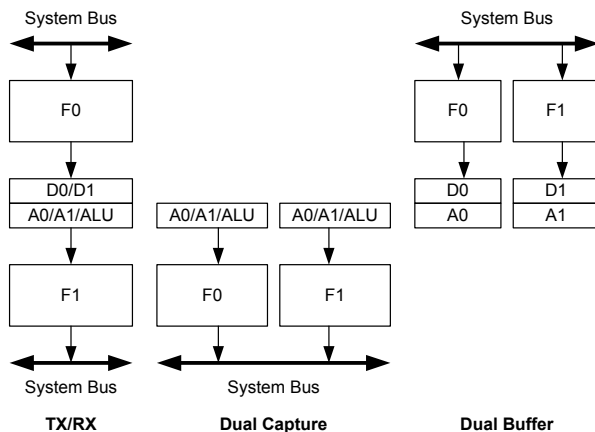 System Bus
System Bus
F0
F0
F1
D0/D1
D0
D1
A0/A1/ALU
A0/A1/ALU
A0/A1/ALU
A0
A1
F1
F0
F1
System Bus
System Bus
TX/RX
Dual Capture
Dual Buffer